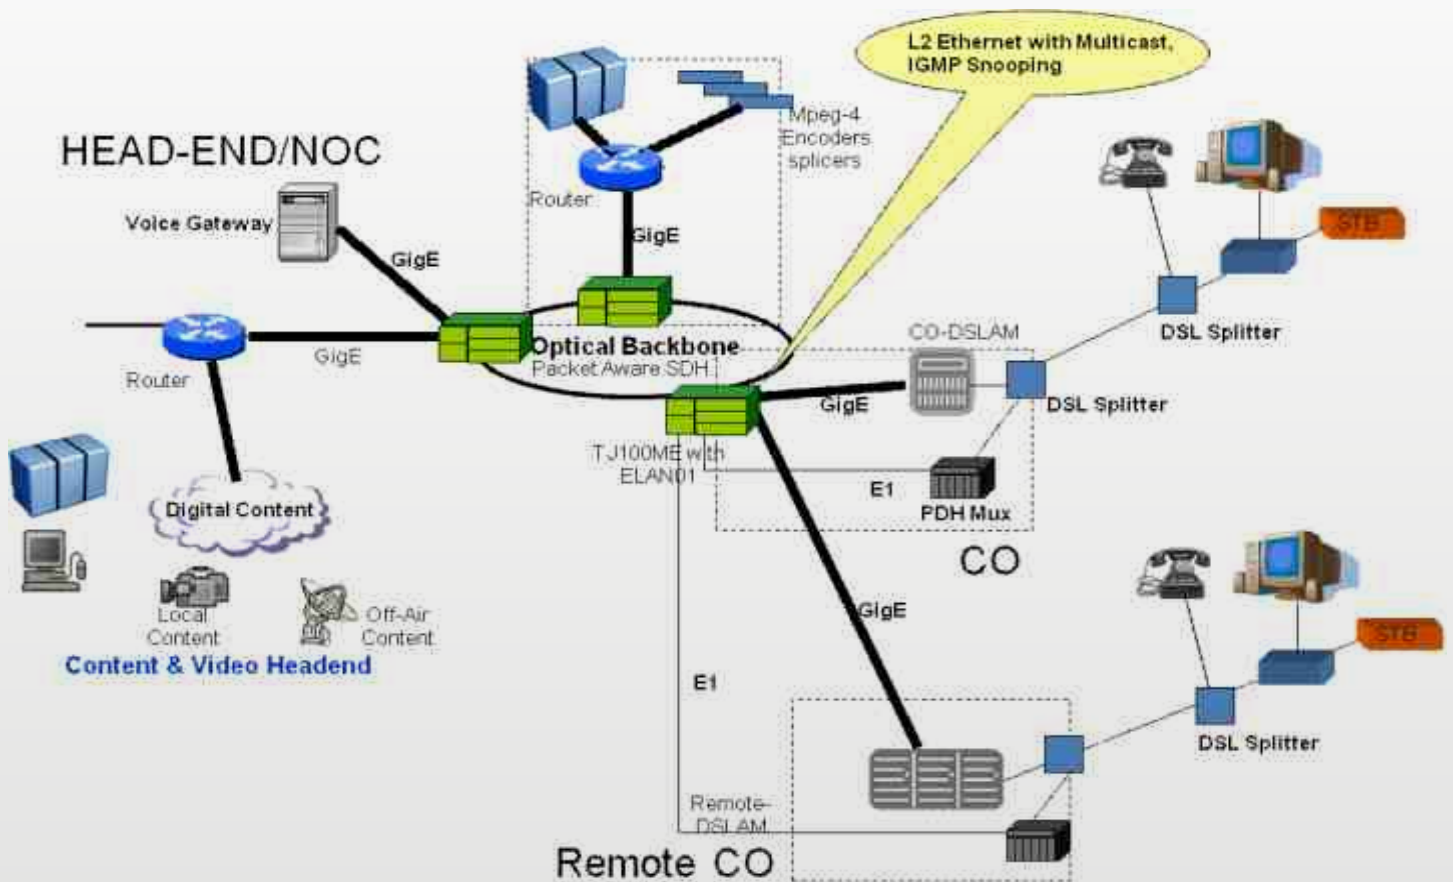 L2 Ethernet with Multicast,
IGMP Snooping
HEAD-END/NOC
Mpeg-4
Encoders
splicers
Router
Voice Gateway
GigE
GigE
STB
DSL Splitter
CO-DSLAM
Optical Backbone
Packet Aware SDH
GigE
Router
GigE
DSL Splitter
TJ100ME with
ELAN01
E1
PDH Mux
Digital Content
CO
Local
Content
Off-Air
Content
GigE
STB
Content & Video Headend
E1
DSL Splitter
Remote-
DSLAM
Remote CO